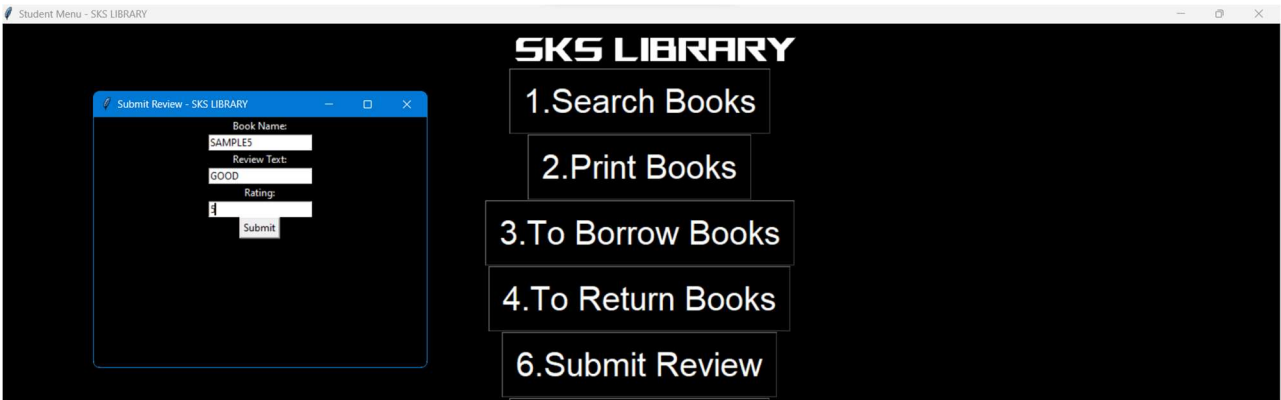 Student Menu - SKS LIBRARY
SKS LIBRARY
1.Search Books
2.Print Books
3.To Borrow Books
4.To Return Books
6.Submit Review
Submit Review - SKS LIBRARY
Book Name:
SAMPLE5
Review Text:
GOOD
Rating:
5
Submit